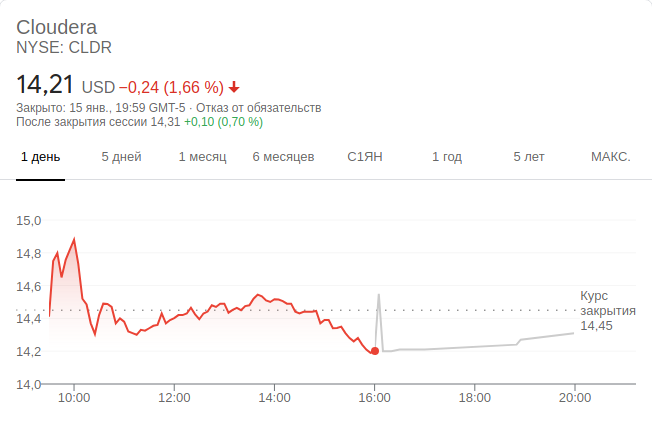 Cloudera
NYSE: CLDR
14,21 USD −0,24 (1,66 %)
Закрыто: 15 янв., 19:59 GMT-5 · Отказ от обязательств
После закрытия сессии 14,31 +0,10 (0,70 %)
1 день 5 дней 1 месяц 6 месяцев С1ЯН 1 год 5 лет МАКС.
15,0
14,8
14,6
14,4
14,2
14,0
Курс
закрытия
14,45
10:00 12:00 14:00 16:00 18:00 20:00